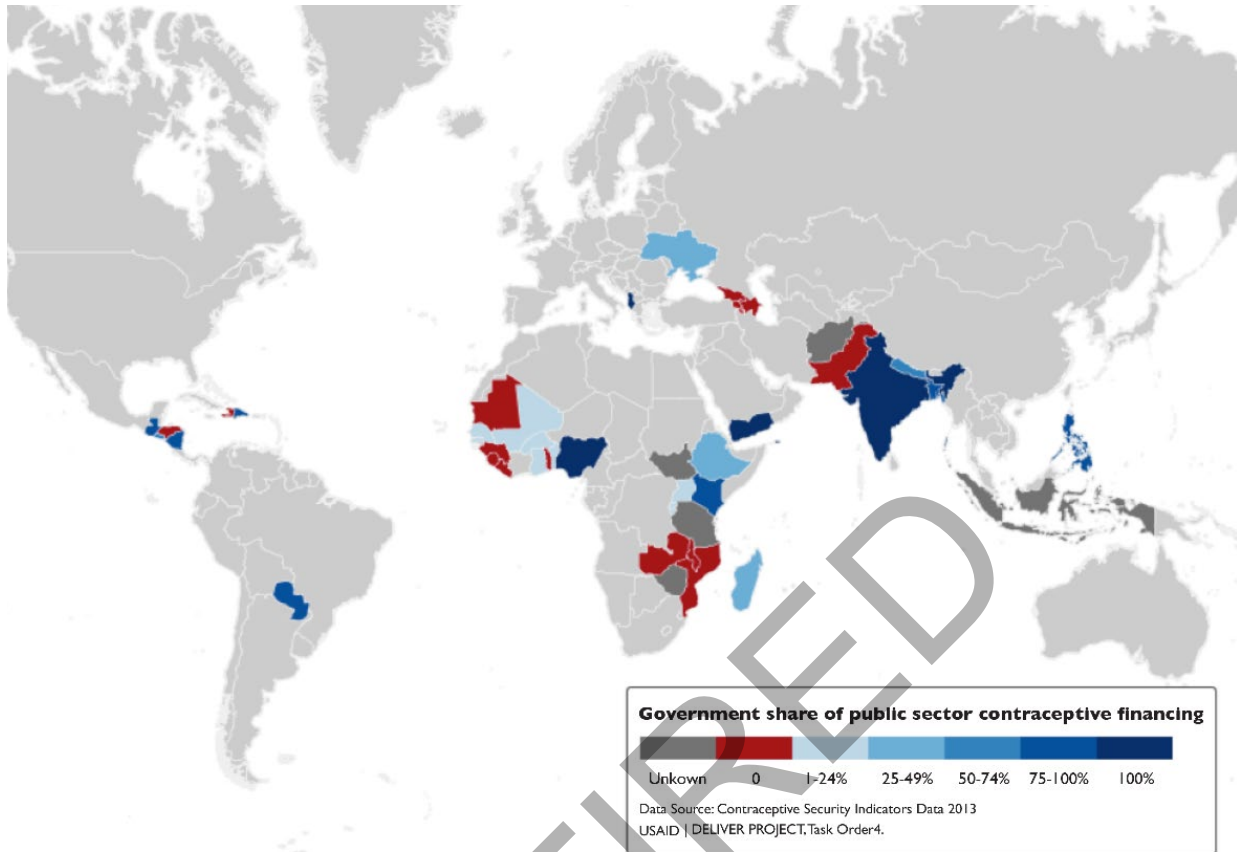 Government share of public sector contraceptive financing
Unkown 0 1-24% 25-49% 50-74% 75-100% 100%
Data Source: Contraceptive Security Indicators Data 2013
USAID | DELIVER PROJECT, Task Order4.